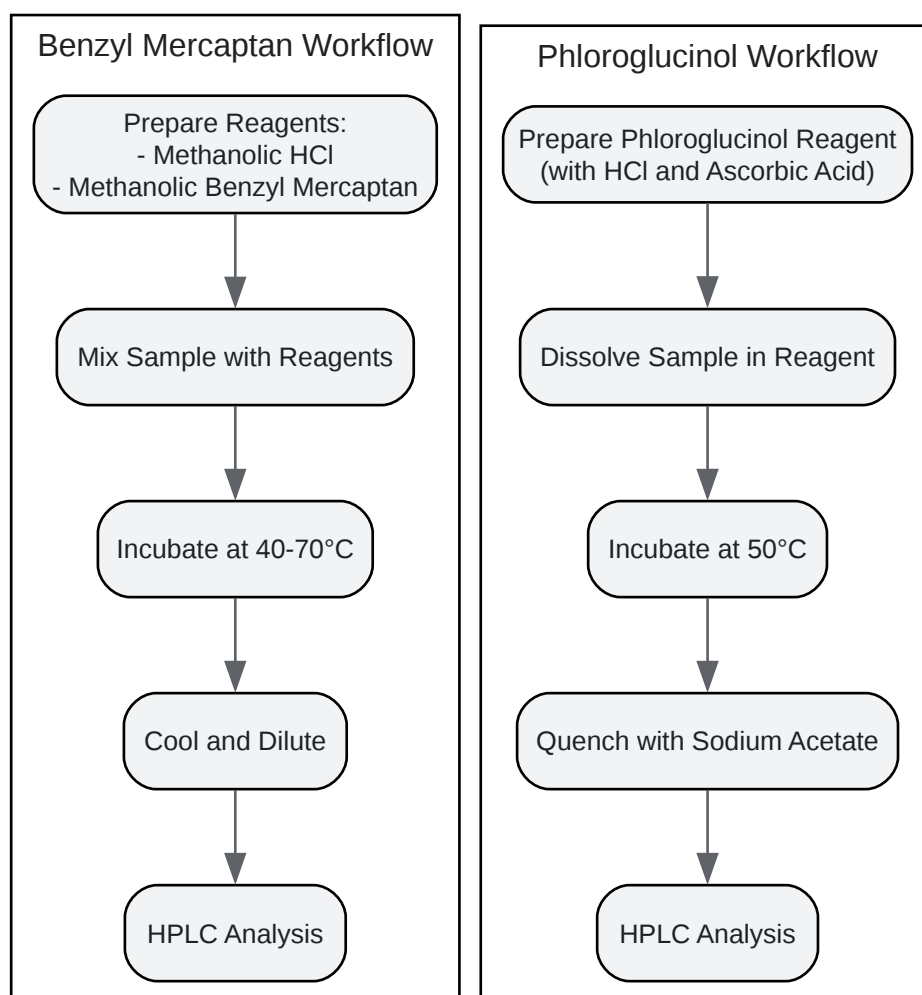 Benzyl Mercaptan Workflow
Prepare Reagents:
- Methanolic HCl
- Methanolic Benzyl Mercaptan
Mix Sample with Reagents
Incubate at 40-70°C
Cool and Dilute
HPLC Analysis
Phloroglucinol Workflow
Prepare Phloroglucinol Reagent
(with HCl and Ascorbic Acid)
Dissolve Sample in Reagent
Incubate at 50°C
Quench with Sodium Acetate
HPLC Analysis